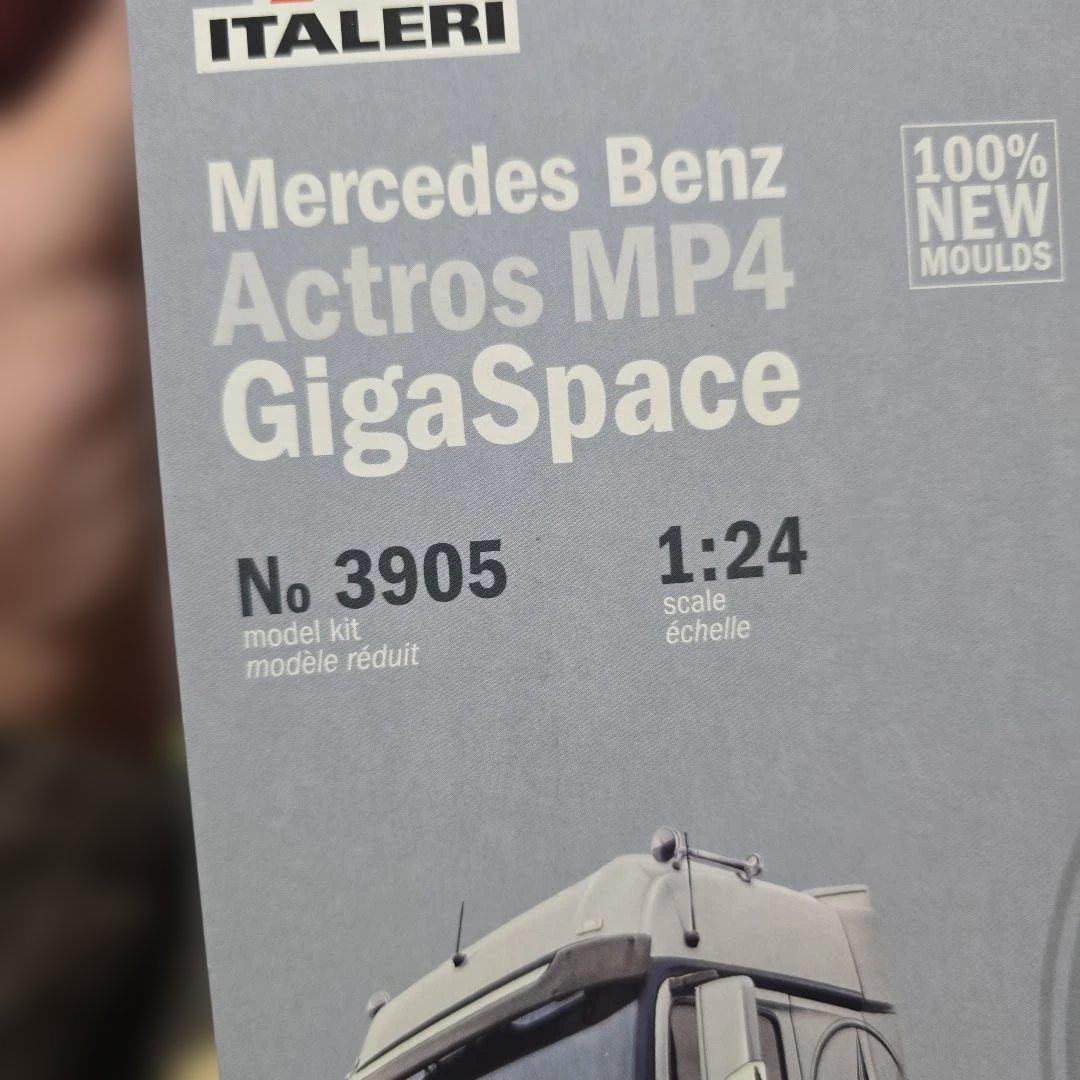 ITALERI
Mercedes Benz
Actros MP4
GigaSpace
100%
NEW
MOULDS
No 3905
model kit
modèle réduit
1:24
scale
échelle